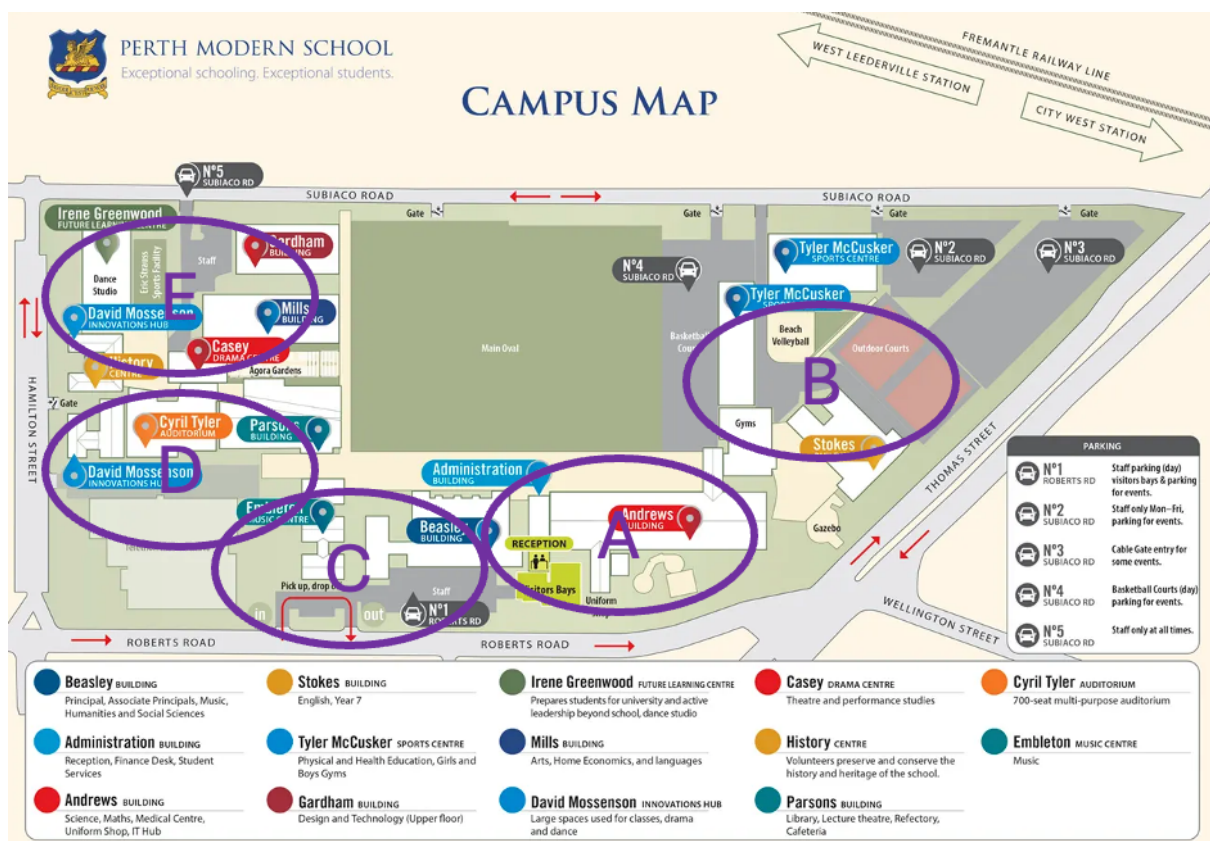 PERTH MODERN SCHOOL
Exceptional schooling. Exceptional students.
CAMPUS MAP
FREMANTLE RAILWAY LINE
WEST LEEDERVILLE STATION
CITY WEST STATION
N°5
SUBIACO RD
SUBIACO ROAD
SUBIACO ROAD
Irene Greenwood
FUTURE LEARNING CENTRE
Gate
Gate
Gate
Gate
Gardham
BUILDING
Staff
Eric Strauss
Sports Facility
Dance
Studio
E
Tyler McCusker
SPORTS CENTRE
N°2
SUBIACO RD
N°3
SUBIACO RD
N°4
SUBIACO RD
Tyler McCusker
David Mossenson
INNOVATIONS HUB
Mills
BUILDING
Beach
Volleyball
Basketball
Outdoor Courts
Main Oval
Casey
DRAMA CENTRE
History
CENTRE
Agora Gardens
B
HAMILTON STREET
Gate
Cyril Tyler
AUDITORIUM
Parsons
BUILDING
Gyms
Stokes
D
David Mossenson
INNOVATIONS HUB
Administration
BUILDING
THOMAS STREET
Embleton
MUSIC CENTRE
Beasley
BUILDING
Andrews
BUILDING
A
Gazebo
RECEPTION
C
Pick up, drop
Staff
Visitors Bays
Uniform
in
out
N°1
ROBERTS RD
WELLINGTON STREET
ROBERTS ROAD
ROBERTS ROAD
PARKING
N°1
ROBERTS RD
Staff parking (day)
visitors bays & parking
for events.
N°2
SUBIACO RD
Staff only Mon–Fri,
parking for events.
N°3
SUBIACO RD
Cable Gate entry for
some events.
N°4
SUBIACO RD
Basketball Courts (day)
parking for events.
N°5
SUBIACO RD
Staff only at all times.
Beasley BUILDING
Principal, Associate Principals, Music,
Humanities and Social Sciences
Administration BUILDING
Reception, Finance Desk, Student
Services
Andrews BUILDING
Science, Maths, Medical Centre,
Uniform Shop, IT Hub
Stokes BUILDING
English, Year 7
Tyler McCusker SPORTS CENTRE
Physical and Health Education, Girls and
Boys Gyms
Gardham BUILDING
Design and Technology (Upper floor)
Irene Greenwood FUTURE LEARNING CENTRE
Prepares students for university and active
leadership beyond school, dance studio
Mills BUILDING
Arts, Home Economics, and languages
David Mossenson INNOVATIONS HUB
Large spaces used for classes, drama
and dance
Casey DRAMA CENTRE
Theatre and performance studies
History CENTRE
Volunteers preserve and conserve the
history and heritage of the school.
Parsons BUILDING
Library, Lecture theatre, Refectory,
Cafeteria
Cyril Tyler AUDITORIUM
700-seat multi-purpose auditorium
Embleton MUSIC CENTRE
Music